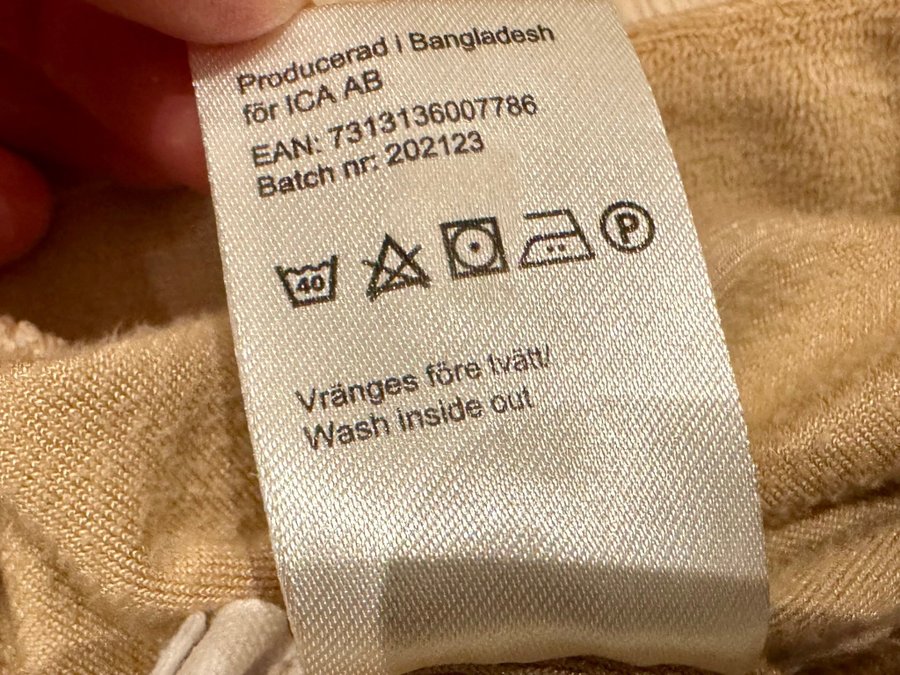 Producerad i Bangladesh
för ICA AB
EAN: 7313136007786
Batch nr: 202123
40 P
Vränges före tvätt/
Wash inside out